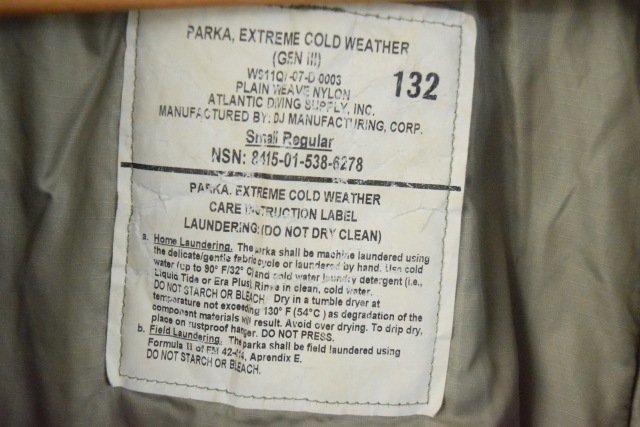 PARKA, EXTREME COLD WEATHER
(GEN III)
132
PLAIN WEAVE NYLON
ATLANTIC DIVING SUPPLY, INC.
MANUFACTURED BY: DJ MANUFACTURING, CORP.
Small Regular
NSN: 8415-01-538-6278
PARKA, EXTREME COLD WEATHER
CARE INSTRUCTION LABEL
LAUNDERING: (DO NOT DRY CLEAN)
a. Home Laundering. The parka shall be machine laundered using
the delicate/gentle fabric cycle or laundered by hand. Use cold
water (up to 90° F/32° C) and cold water laundry detergent (i.e.,
Liquid Tide or Era Plus) Rinse in clean, cold water.
DO NOT STARCH OR BLEACH. Dry in a tumble dryer at
temperature not exceeding 130° F (54°C) as degradation of the
component materials will result. Avoid over drying. To drip dry,
place on rustproof hanger. DO NOT PRESS.
b. Field Laundering. The parka shall be field laundered using
Formula II of FM Appendix E.
DO NOT STARCH OR BLEACH.